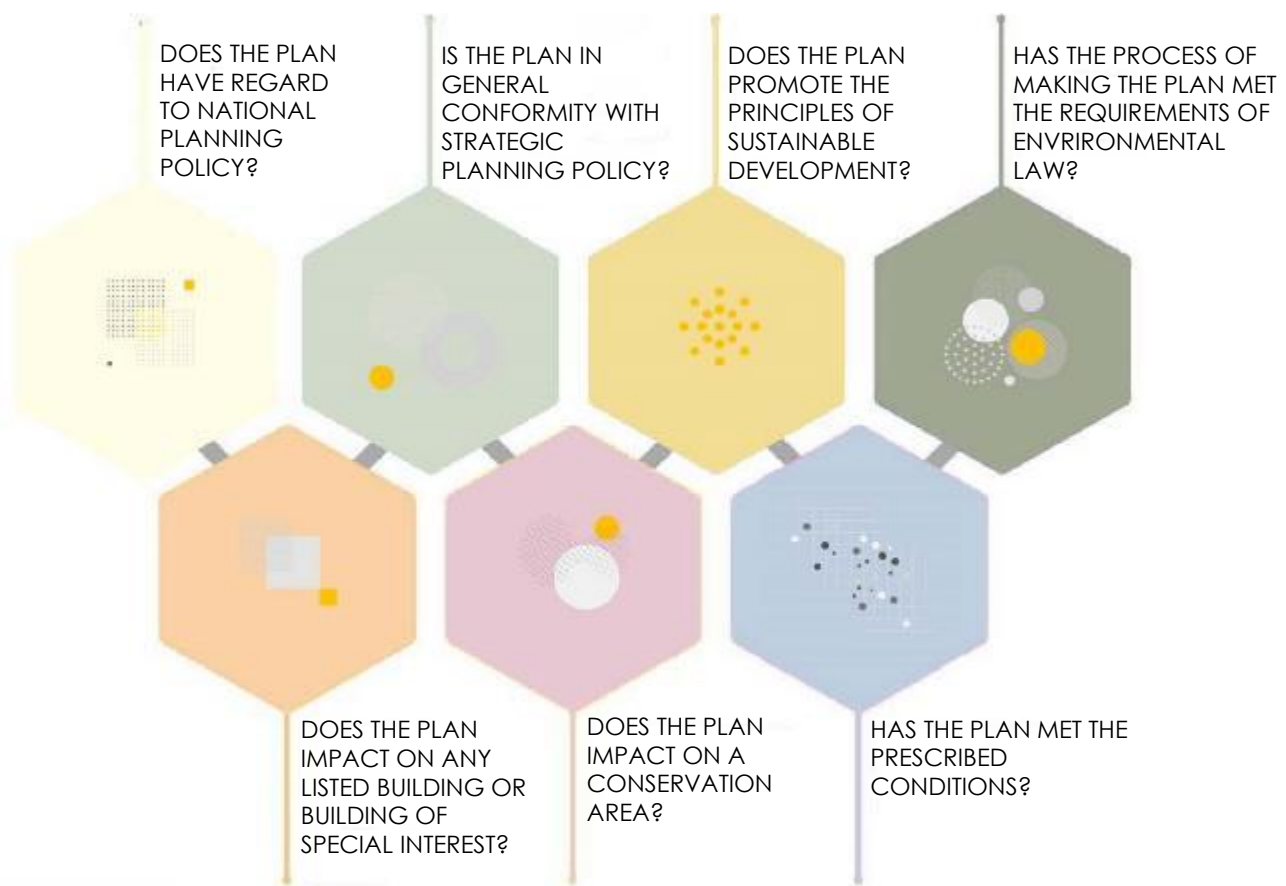 DOES THE PLAN
HAVE REGARD
TO NATIONAL
PLANNING
POLICY?
IS THE PLAN IN
GENERAL
CONFORMITY WITH
STRATEGIC
PLANNING POLICY?
DOES THE PLAN
PROMOTE THE
PRINCIPLES OF
SUSTAINABLE
DEVELOPMENT?
HAS THE PROCESS OF
MAKING THE PLAN MET
THE REQUIREMENTS OF
ENVRIRONMENTAL
LAW?
DOES THE PLAN
IMPACT ON ANY
LISTED BUILDING OR
BUILDING OF
SPECIAL INTEREST?
DOES THE PLAN
IMPACT ON A
CONSERVATION
AREA?
HAS THE PLAN MET THE
PRESCRIBED
CONDITIONS?